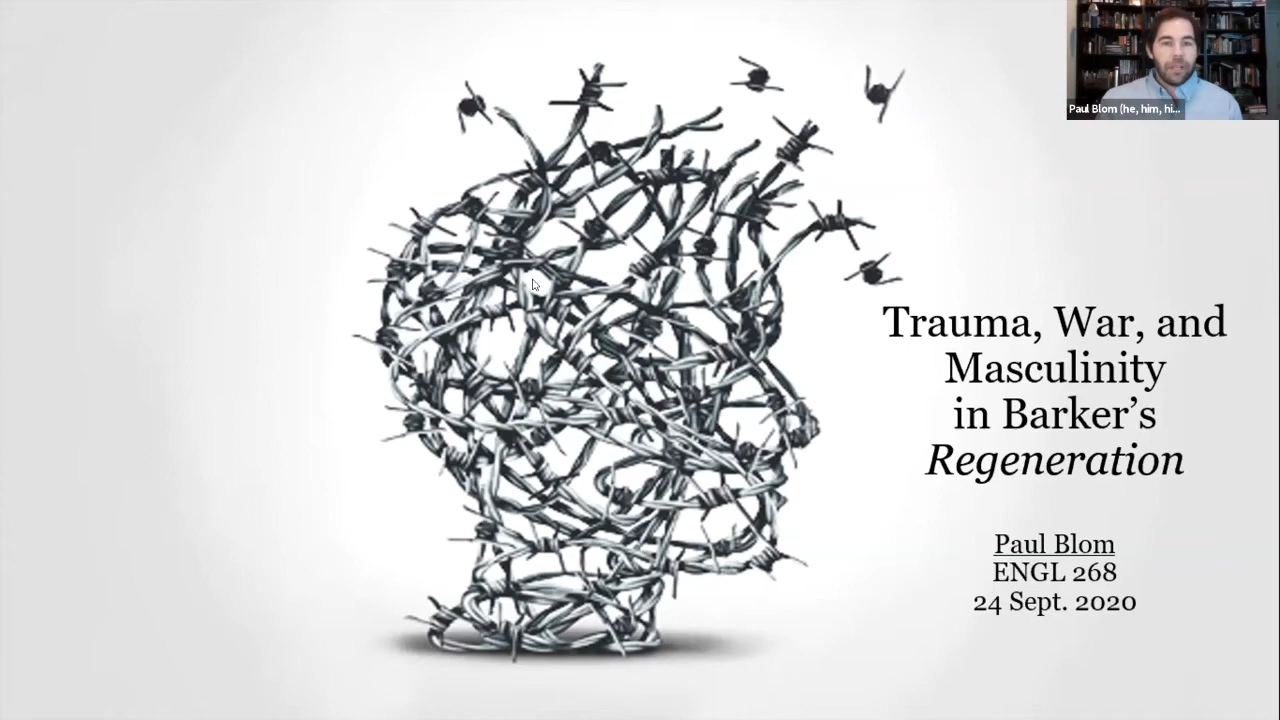 Paul Blom (he, him, hi...
Trauma, War, and
Masculinity
in Barker’s
Regeneration
Paul Blom
ENGL 268
24 Sept. 2020